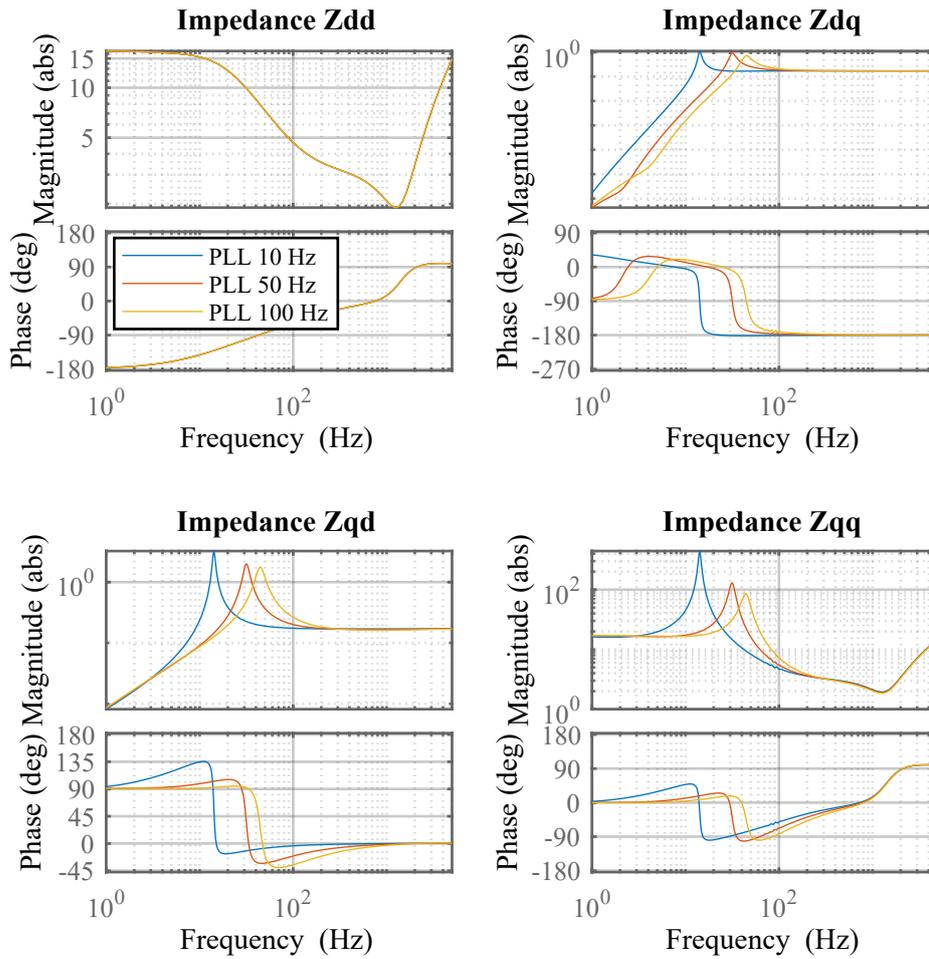 Impedance Zdd
Magnitude (abs)
15
10
5
Phase (deg)
180
90
0
-90
-180
PLL 10 Hz
PLL 50 Hz
PLL 100 Hz
10^0
10^2
Frequency (Hz)
Impedance Zdq
Magnitude (abs)
10^0
Phase (deg)
90
0
-90
-180
-270
10^0
10^2
Frequency (Hz)
Impedance Zqd
Magnitude (abs)
10^0
Phase (deg)
180
135
90
45
0
-45
10^0
10^2
Frequency (Hz)
Impedance Zqq
Magnitude (abs)
10^2
10^0
Phase (deg)
180
90
0
-90
-180
10^0
10^2
Frequency (Hz)